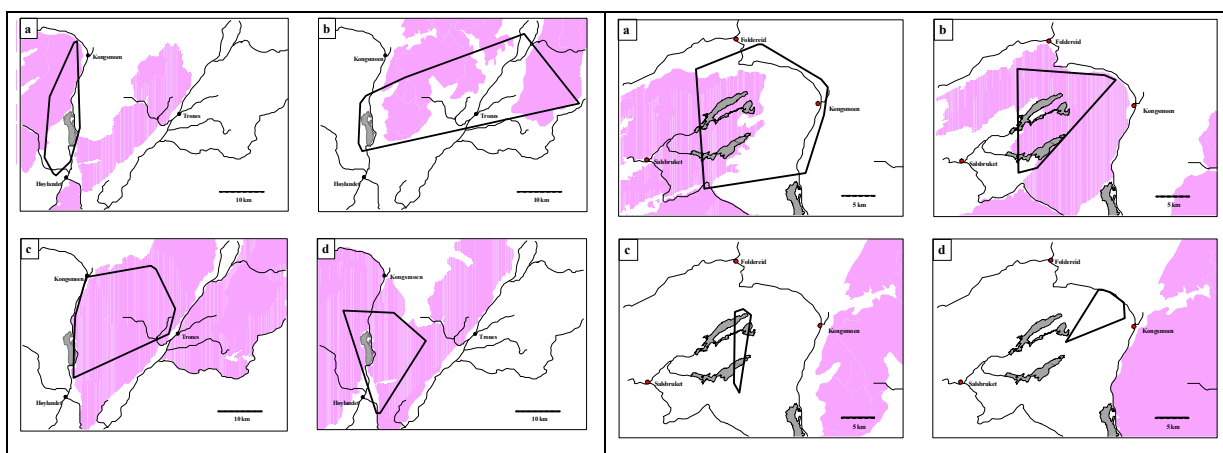 a
Kongsmoen
Trones
Høylandet
10 km
b
Kongsmoen
Trones
Høylandet
10 km
c
Kongsmoen
Trones
Høylandet
10 km
d
Kongsmoen
Trones
Høylandet
10 km
a
Foldereid
Kongsmoen
Salsbruket
5 km
b
Foldereid
Kongsmoen
Salsbruket
5 km
c
Foldereid
Kongsmoen
Salsbruket
5 km
d
Foldereid
Kongsmoen
Salsbruket
5 km